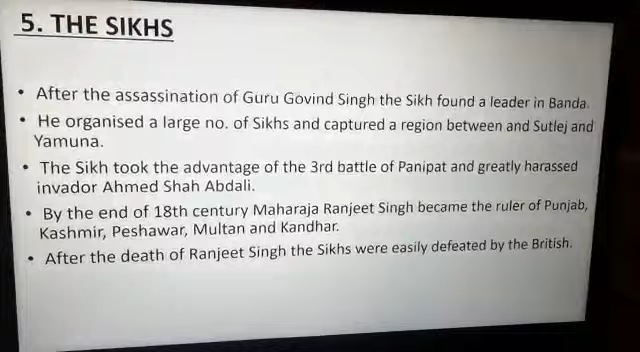 5. THE SIKHS
• After the assassination of Guru Govind Singh the Sikh found a leader in Banda.
• He organised a large no. of Sikhs and captured a region between and Sutlej and
Yamuna.
• The Sikh took the advantage of the 3rd battle of Panipat and greatly harassed
invador Ahmed Shah Abdali.
• By the end of 18th century Maharaja Ranjeet Singh became the ruler of Punjab,
Kashmir, Peshawar, Multan and Kandhar.
• After the death of Ranjeet Singh the Sikhs were easily defeated by the British.